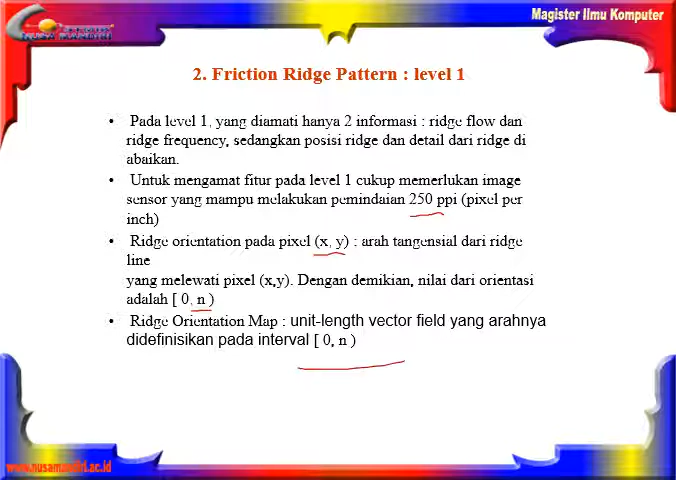 Magister Ilmu Komputer
NUSA MANDIRI
2. Friction Ridge Pattern : level 1
• Pada level 1, yang diamati hanya 2 informasi : ridge flow dan
ridge frequency, sedangkan posisi ridge dan detail dari ridge di
abaikan.
• Untuk mengamat fitur pada level 1 cukup memerlukan image
sensor yang mampu melakukan pemindaian 250 ppi (pixel per
inch)
• Ridge orientation pada pixel (x, y) : arah tangensial dari ridge
line
yang melewati pixel (x,y). Dengan demikian, nilai dari orientasi
adalah [ 0, n )
• Ridge Orientation Map : unit-length vector field yang arahnya
didefinisikan pada interval [ 0, n )
www.nusamandiri.ac.id